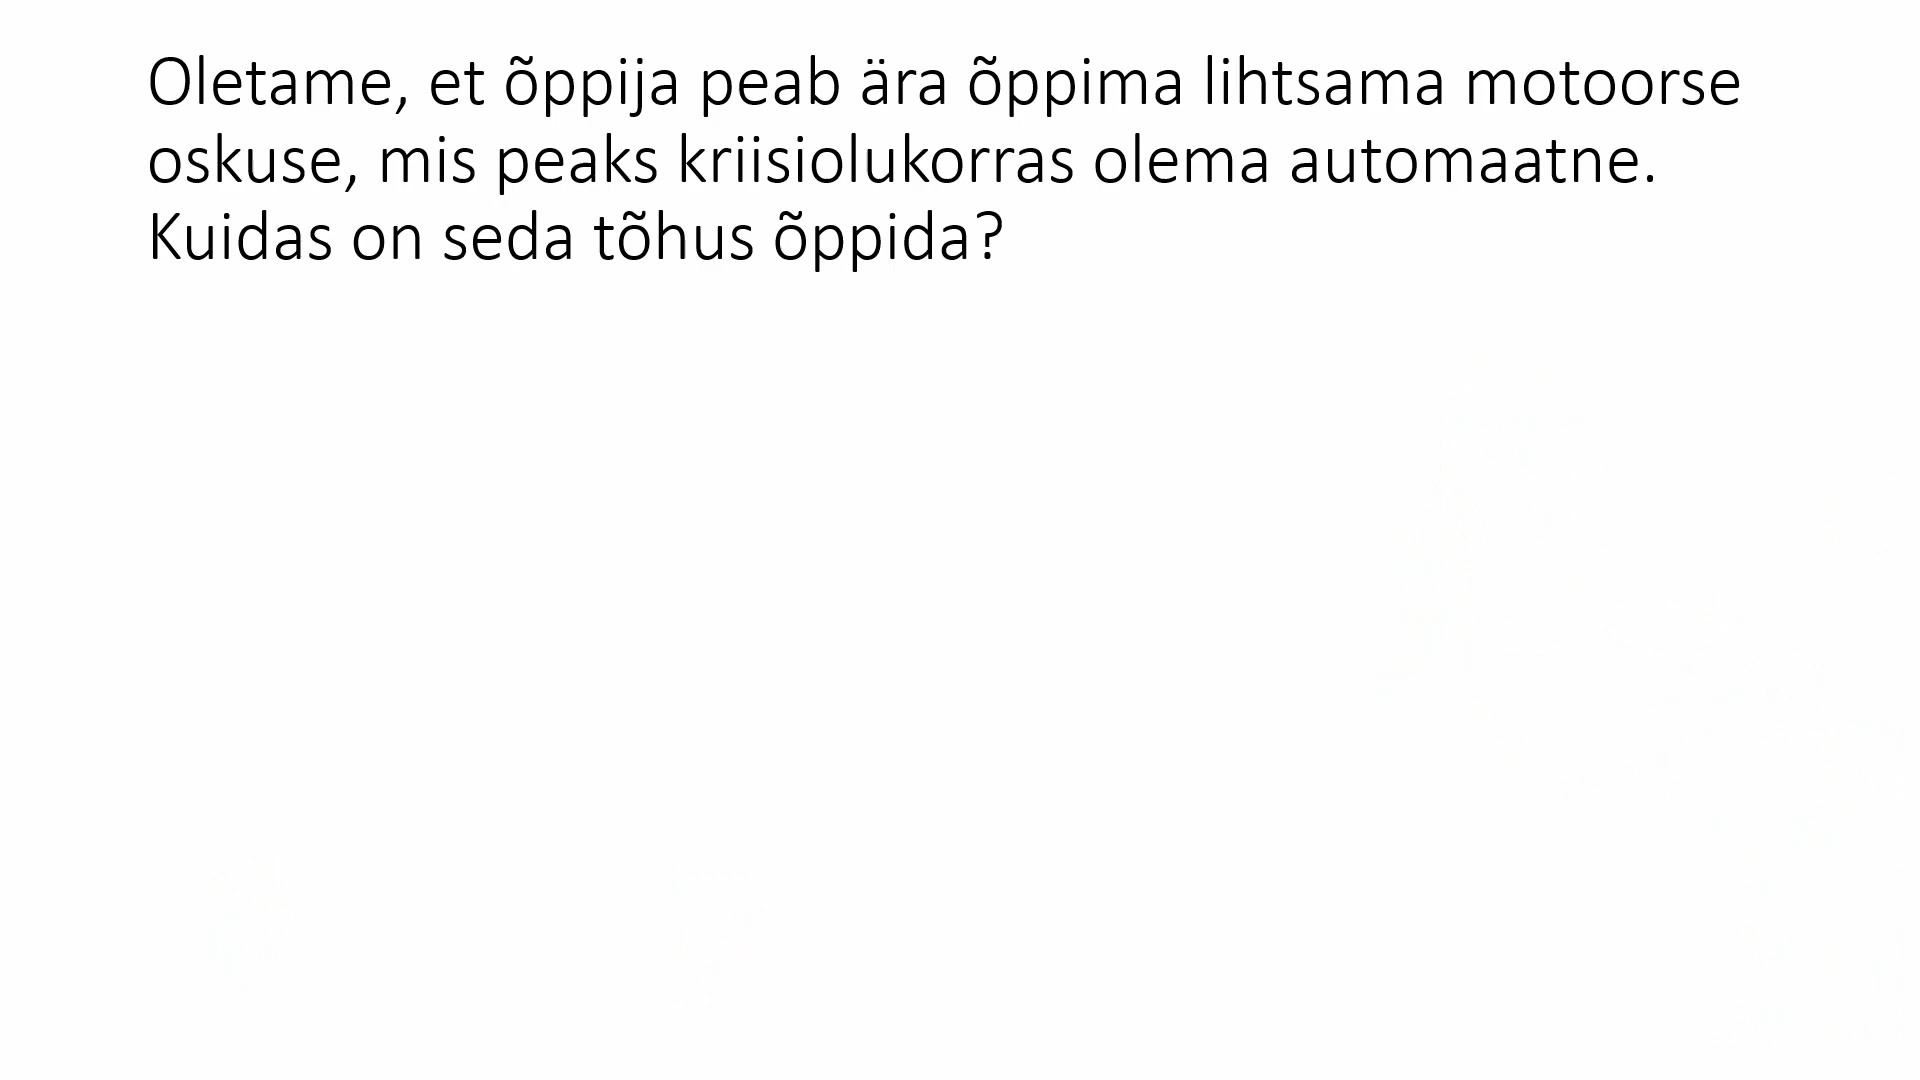 Oletame, et õppija peab ära õppima lihtsama motoorse
oskuse, mis peaks kriisiolukorras olema automaatne.
Kuidas on seda tõhus õppida?